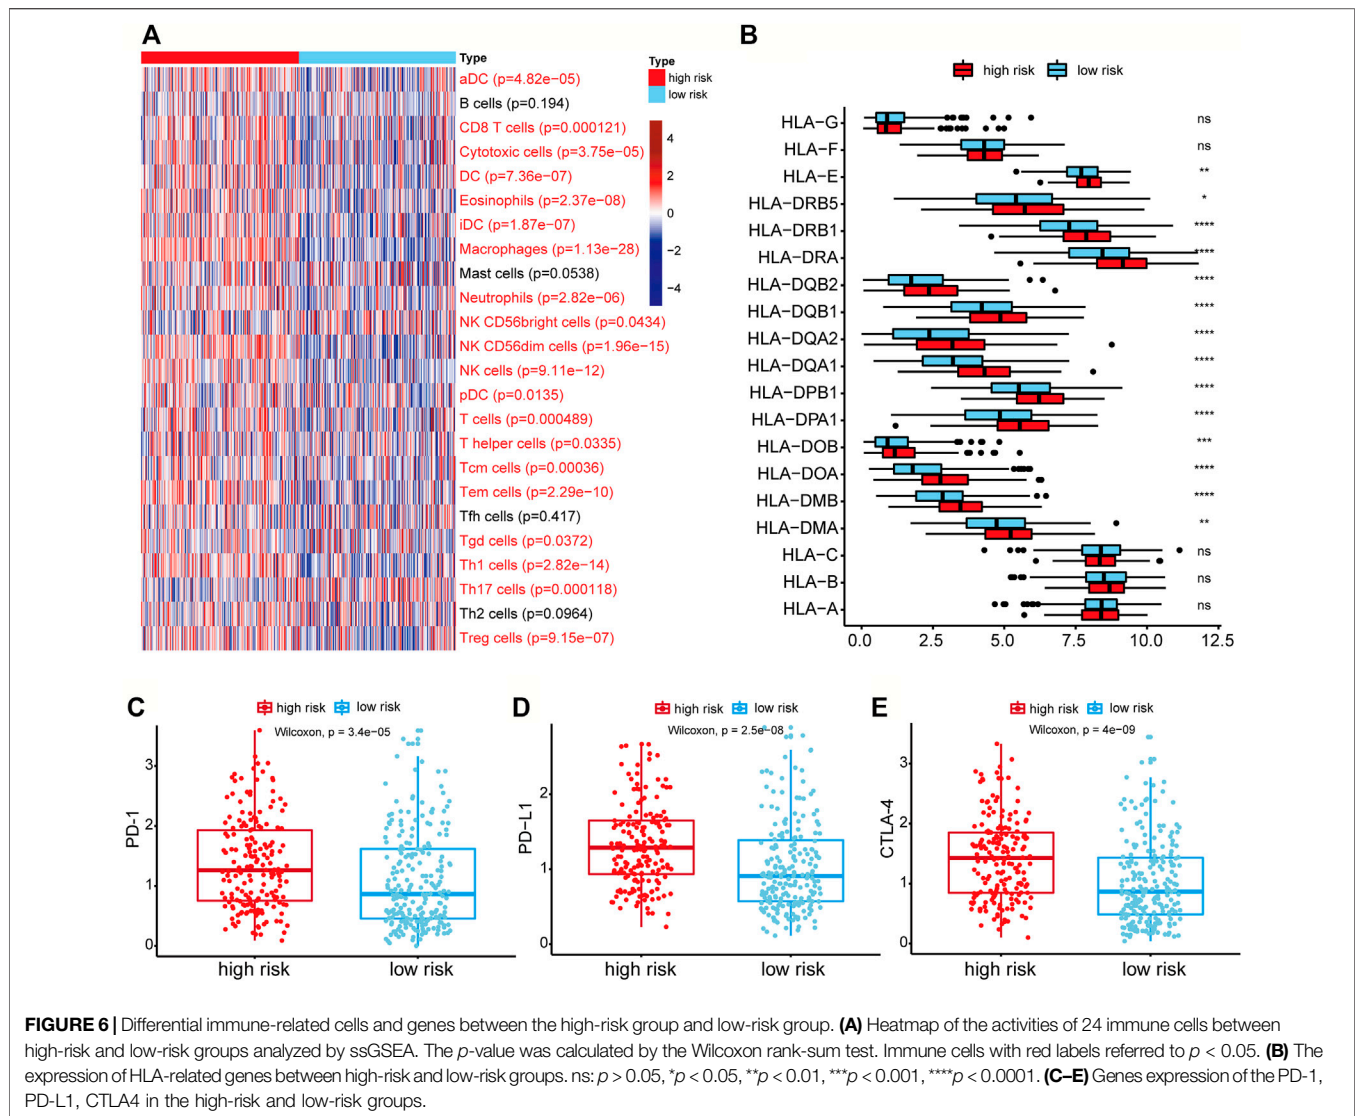 A
Type
aDC (p=4.82e−05)
B cells (p=0.194)
CD8 T cells (p=0.000121)
Cytotoxic cells (p=3.75e−05)
DC (p=7.36e−07)
Eosinophils (p=2.37e−08)
iDC (p=1.87e−07)
Macrophages (p=1.13e−28)
Mast cells (p=0.0538)
Neutrophils (p=2.82e−06)
NK CD56bright cells (p=0.0434)
NK CD56dim cells (p=1.96e−15)
NK cells (p=9.11e−12)
pDC (p=0.0135)
T cells (p=0.000489)
T helper cells (p=0.0335)
Tcm cells (p=0.00036)
Tem cells (p=2.29e−10)
Tfh cells (p=0.417)
Tgd cells (p=0.0372)
Th1 cells (p=2.82e−14)
Th17 cells (p=0.000118)
Th2 cells (p=0.0964)
Treg cells (p=9.15e−07)
Type
high risk
low risk
4
2
0
−2
−4
B
high risk low risk
HLA−G ns
HLA−F ns
HLA−E **
HLA−DRB5 *
HLA−DRB1 ****
HLA−DRA ****
HLA−DQB2 ****
HLA−DQB1 ****
HLA−DQA2 ****
HLA−DQA1 ****
HLA−DPB1 ****
HLA−DPA1 ****
HLA−DOB ***
HLA−DOA ****
HLA−DMB ****
HLA−DMA **
HLA−C ns
HLA−B ns
HLA−A ns
0.0 2.5 5.0 7.5 10.0 12.5
C
high risk low risk
Wilcoxon, p = 3.4e−05
PD-1
3
2
1
0
high risk low risk
D
high risk low risk
Wilcoxon, p = 2.5e−08
PD−L1
2
1
0
high risk low risk
E
high risk low risk
Wilcoxon, p = 4e−09
CTLA-4
3
2
1
0
high risk low risk
FIGURE 6 | Differential immune-related cells and genes between the high-risk group and low-risk group. (A) Heatmap of the activities of 24 immune cells between
high-risk and low-risk groups analyzed by ssGSEA. The p-value was calculated by the Wilcoxon rank-sum test. Immune cells with red labels referred to p < 0.05. (B) The
expression of HLA-related genes between high-risk and low-risk groups. ns: p > 0.05, *p < 0.05, **p < 0.01, ***p < 0.001, ****p < 0.0001. (C–E) Genes expression of the PD-1,
PD-L1, CTLA4 in the high-risk and low-risk groups.